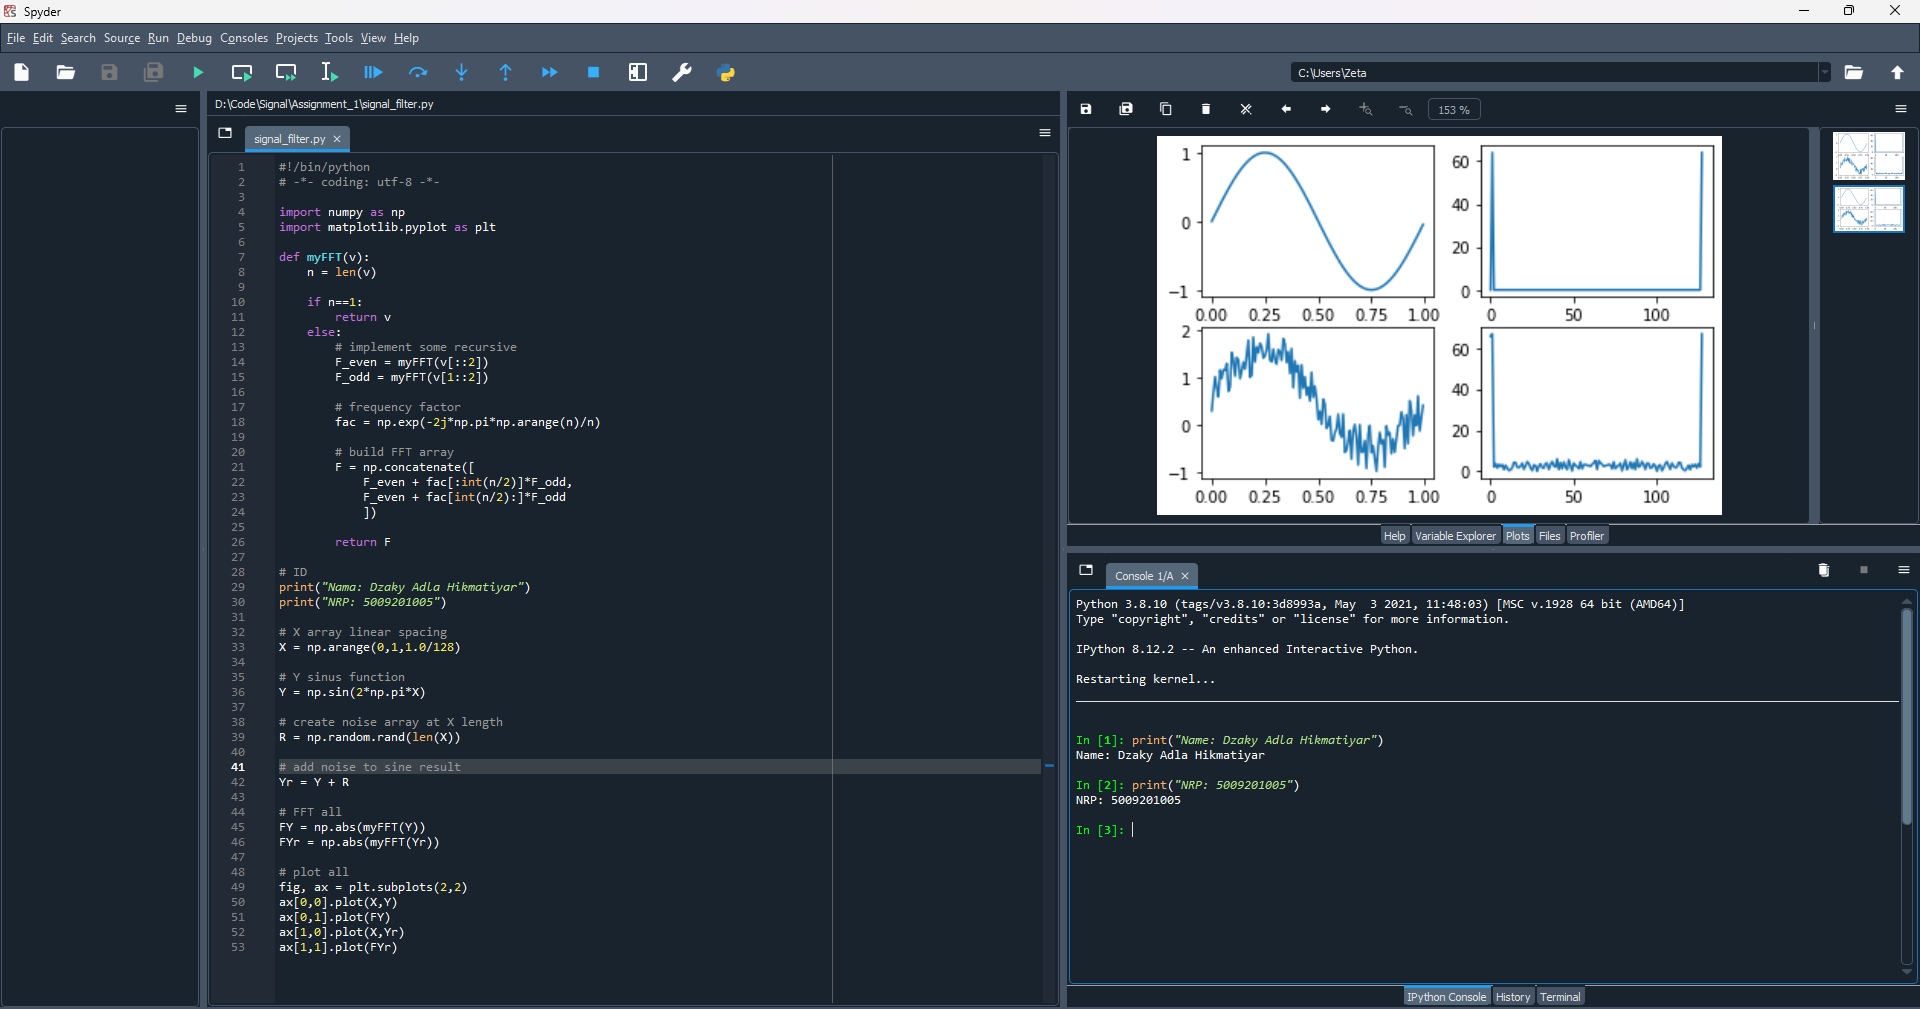 Spyder
File Edit Search Source Run Debug Consoles Projects Tools View Help
C:\Users\Zeta
D:\Code\Signal\Assignment_1\signal_filter.py
signal_filter.py
1 #!/bin/python
2 # -*- coding: utf-8 -*-
3
4 import numpy as np
5 import matplotlib.pyplot as plt
6
7 def myFFT(v):
8 n = len(v)
9
10 if n==1:
11 return v
12 else:
13 # implement some recursive
14 F_even = myFFT(v[::2])
15 F_odd = myFFT(v[1::2])
16
17 # frequency factor
18 fac = np.exp(-2j*np.pi*np.arange(n)/n)
19
20 # build FFT array
21 F = np.concatenate([
22 F_even + fac[:int(n/2)]*F_odd,
23 F_even + fac[int(n/2):]*F_odd
24 ])
25
26 return F
27
28 # ID
29 print("Nama: Dzaky Adla Hikmatiyar")
30 print("NRP: 5009201005")
31
32 # X array linear spacing
33 X = np.arange(0,1,1.0/128)
34
35 # Y sinus function
36 Y = np.sin(2*np.pi*X)
37
38 # create noise array at X length
39 R = np.random.rand(len(X))
40
41 # add noise to sine result
42 Yr = Y + R
43
44 # FFT all
45 FY = np.abs(myFFT(Y))
46 FYr = np.abs(myFFT(Yr))
47
48 # plot all
49 fig, ax = plt.subplots(2,2)
50 ax[0,0].plot(X,Y)
51 ax[0,1].plot(FY)
52 ax[1,0].plot(X,Yr)
53 ax[1,1].plot(FYr)
153 %
1
0
−1
0.00 0.25 0.50 0.75 1.00
60
40
20
0
0 50 100
2
1
0
−1
0.00 0.25 0.50 0.75 1.00
60
40
20
0
0 50 100
Help Variable Explorer Plots Files Profiler
Console 1/A
Python 3.8.10 (tags/v3.8.10:3d8993a, May  3 2021, 11:48:03) [MSC v.1928 64 bit (AMD64)]
Type "copyright", "credits" or "license" for more information.
IPython 8.12.2 -- An enhanced Interactive Python.
Restarting kernel...
In [1]: print("Name: Dzaky Adla Hikmatiyar")
Name: Dzaky Adla Hikmatiyar
In [2]: print("NRP: 5009201005")
NRP: 5009201005
In [3]:
IPython Console History Terminal